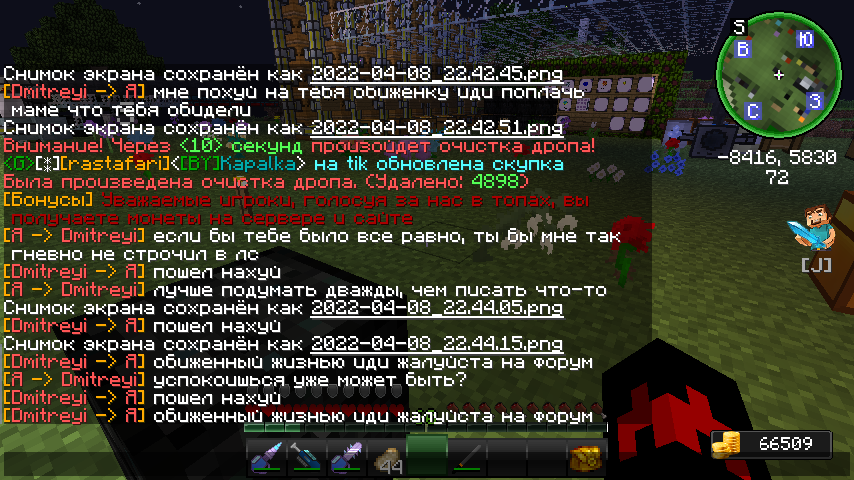 Снимок экрана сохранён как 2022-04-08_22.42.45.png
[Dmitreyi -> Я] мне похуй на тебя обиженку иди поплачь
маме что тебя обидели
Снимок экрана сохранён как 2022-04-08_22.42.51.png
Внимание! Через <10> секунд произойдет очистка дропа!
<G>[*][rastafari]<[BY]Kapalka> на tik обновлена скупка
Была произведена очистка дропа. (Удалено: 4898)
[Бонусы] Уважаемые игроки, голосуя за нас в топах, вы
получаете монеты на сервере и сайте
[Я -> Dmitreyi] если бы тебе было все равно, ты бы мне так
гневно не строчил в лс
[Dmitreyi -> Я] пошел нахуй
[Я -> Dmitreyi] лучше подумать дважды, чем писать что-то
Снимок экрана сохранён как 2022-04-08_22.44.05.png
[Dmitreyi -> Я] пошел нахуй
Снимок экрана сохранён как 2022-04-08_22.44.15.png
[Dmitreyi -> Я] обиженный жизнью иди жалуйста на форум
[Я -> Dmitreyi] успокоишься уже может быть?
[Dmitreyi -> Я] пошел нахуй
[Dmitreyi -> Я] обиженный жизнью иди жалуйста на форум
S
В
Ю
С
З
-8416, 5830
72
[J]
44
66509